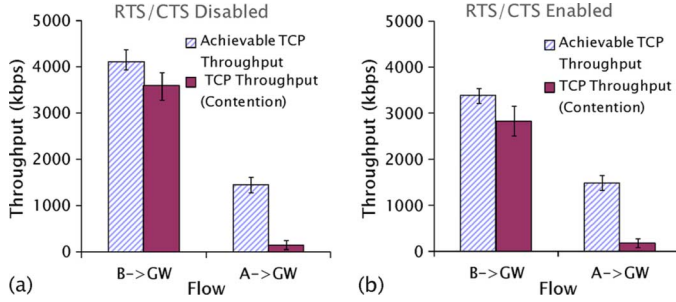 RTS/CTS Disabled
5000
4000
3000
2000
1000
0
Throughput (kbps)
Achievable TCP
Throughput
TCP Throughput
(Contention)
B->GW
A->GW
Flow
(a)
RTS/CTS Enabled
5000
4000
3000
2000
1000
0
Throughput (kbps)
Achievable TCP
Throughput
TCP Throughput
(Contention)
B->GW
A->GW
Flow
(b)